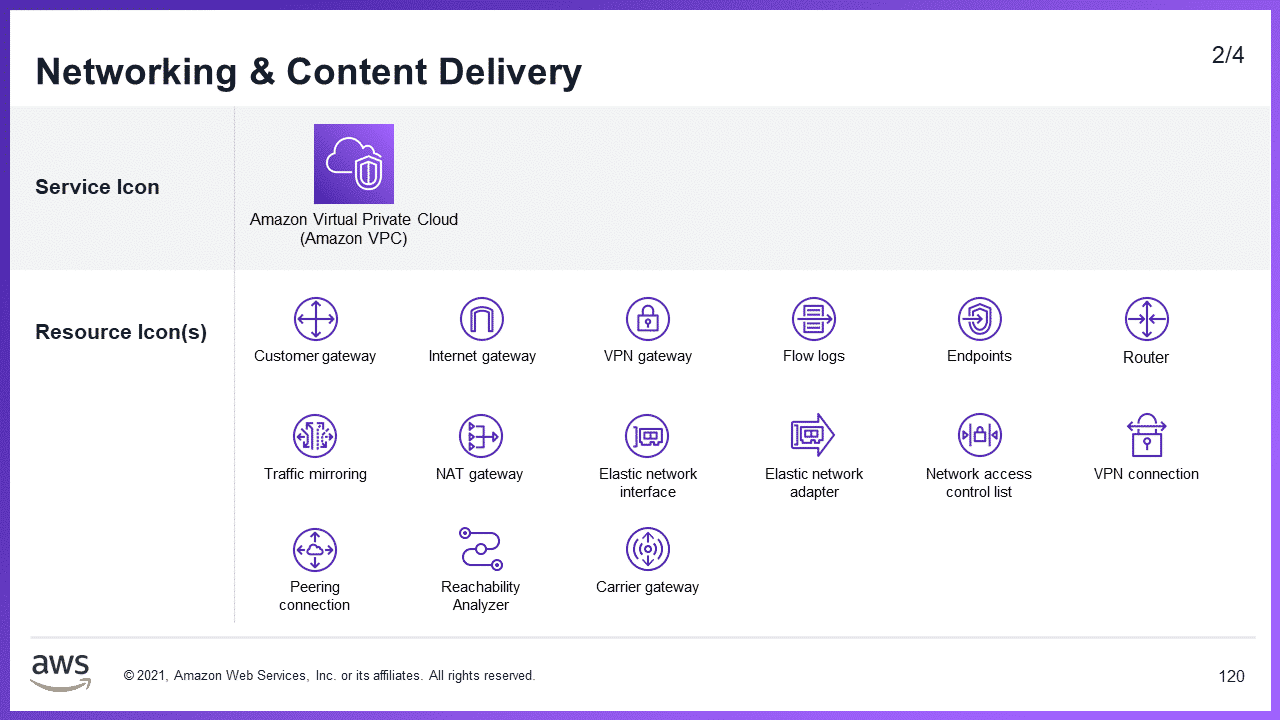 Networking & Content Delivery
2/4
Service Icon
Amazon Virtual Private Cloud
(Amazon VPC)
Resource Icon(s)
Customer gateway
Internet gateway
VPN gateway
Flow logs
Endpoints
Router
Traffic mirroring
NAT gateway
Elastic network
interface
Elastic network
adapter
Network access
control list
VPN connection
Peering
connection
Reachability
Analyzer
Carrier gateway
aws
© 2021, Amazon Web Services, Inc. or its affiliates. All rights reserved.
120